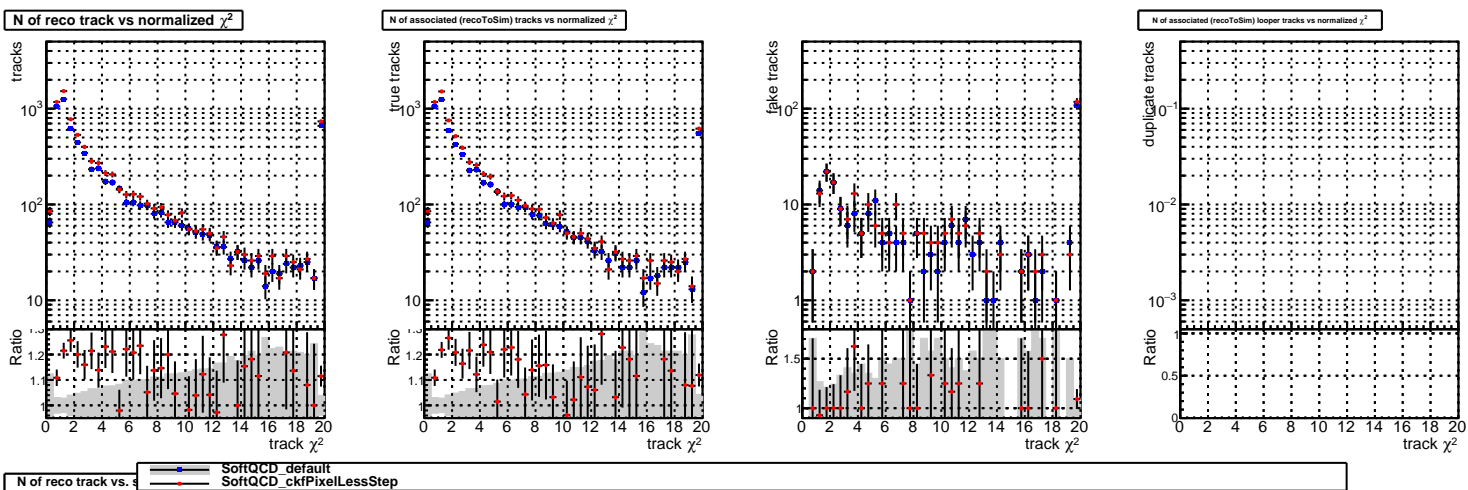 N of reco track vs normalized χ²
N of associated (recoToSim) tracks vs normalized χ²
N of associated (recoToSim) looper tracks vs normalized χ²
tracks
10³
10²
10
Ratio
1.3
1.2
1.1
1
0 2 4 6 8 10 12 14 16 18 20
track χ²
true tracks
10³
10²
10
Ratio
1.3
1.2
1.1
1
0 2 4 6 8 10 12 14 16 18 20
track χ²
fake tracks
10²
10
1
Ratio
1.5
1
0 2 4 6 8 10 12 14 16 18 20
track χ²
duplicate tracks
10⁻¹
10⁻²
10⁻³
Ratio
1
0.5
0
0 2 4 6 8 10 12 14 16 18 20
track χ²
N of reco track vs.
SoftQCD_default
SoftQCD_ckfPixelLessStep